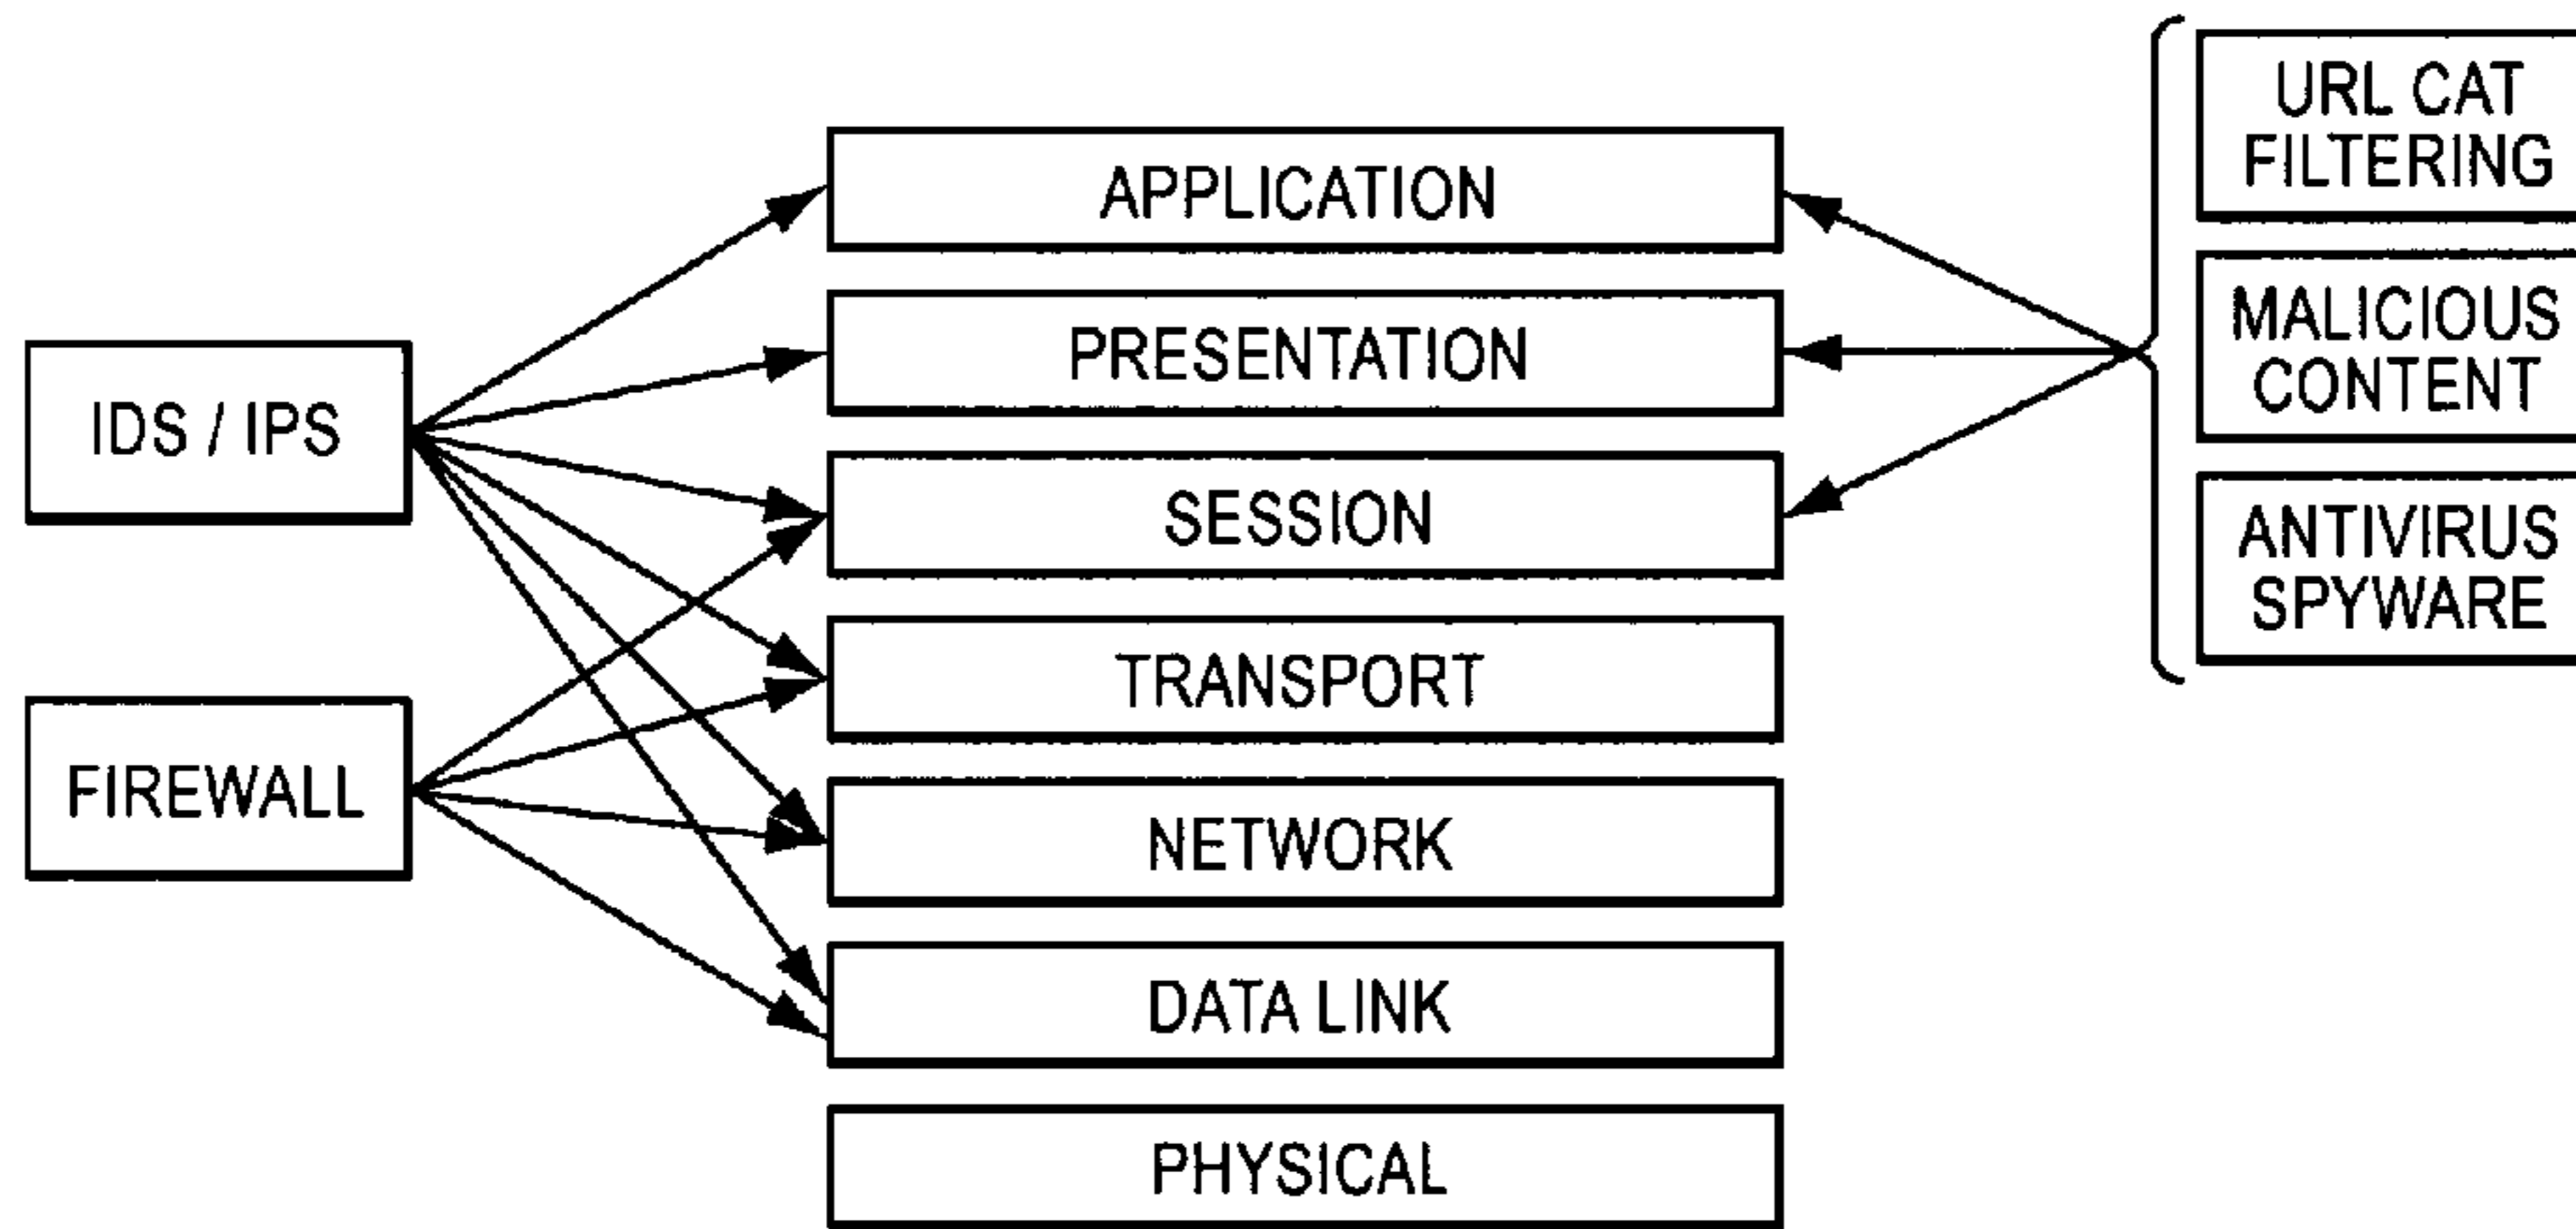 IDS / IPS
FIREWALL
APPLICATION
PRESENTATION
SESSION
TRANSPORT
NETWORK
DATA LINK
PHYSICAL
URL CAT
FILTERING
MALICIOUS
CONTENT
ANTIVIRUS
SPYWARE